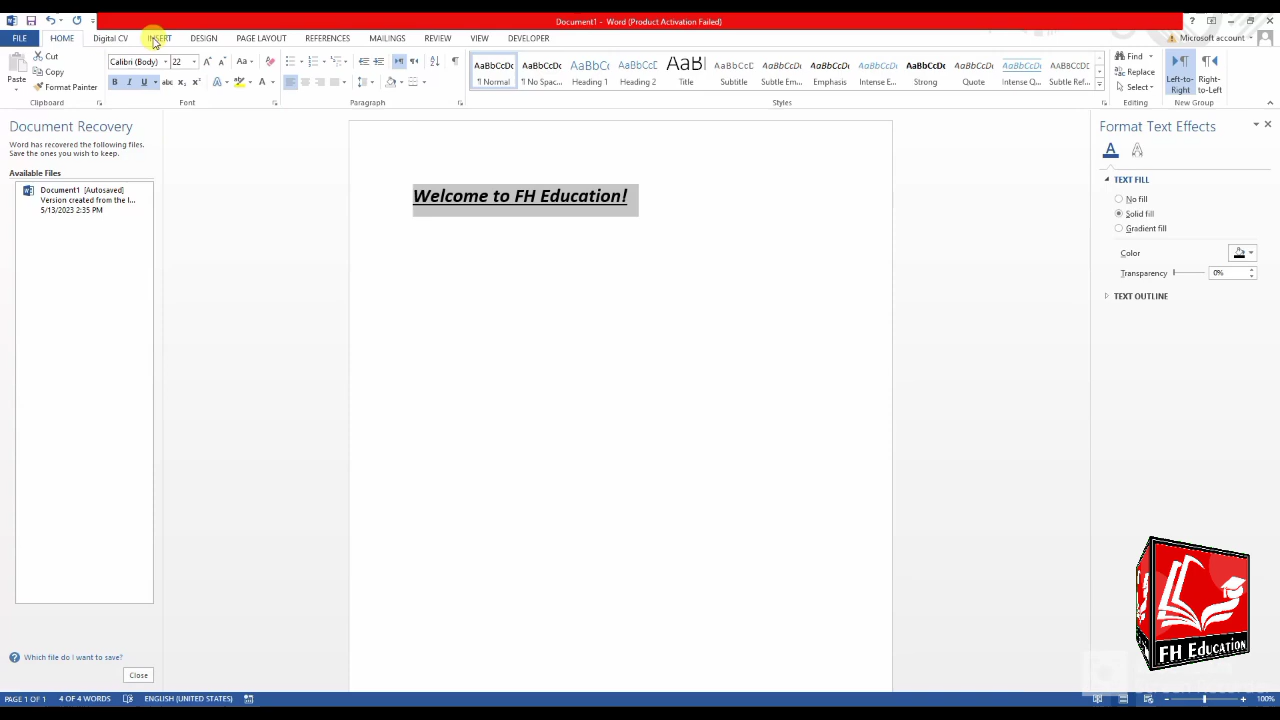 Document1 - Word (Product Activation Failed)
FILE HOME Digital CV INSERT DESIGN PAGE LAYOUT REFERENCES MAILINGS REVIEW VIEW DEVELOPER Microsoft account
Paste
Cut
Copy
Format Painter
Clipboard
Calibri (Body) 22
B I U abc
Font
Paragraph
AaBbCcDc AaBbCcDc AaBbCc AaBbCcC AaBl AaBbCcD AaBbCcDc AaBbCcDc AaBbCcDc AaBbCcDc AaBbCcDc AaBbCcDc AaBbCcDc
¶ Normal ¶ No Spac... Heading 1 Heading 2 Title Subtitle Subtle Em... Emphasis Intense E... Strong Quote Intense Q... Subtle Ref...
Styles
Find
Replace
Select
Editing
Left-to-Right
Right-to-Left
New Group
Document Recovery
Word has recovered the following files.
Save the ones you wish to keep.
Available Files
Document1 [Autosaved]
Version created from the l...
5/13/2023 2:35 PM
Which file do I want to save?
Close
Welcome to FH Education!
Format Text Effects
TEXT FILL
No fill
Solid fill
Gradient fill
Color
Transparency 0%
TEXT OUTLINE
FH Education
PAGE 1 OF 1 4 OF 4 WORDS ENGLISH (UNITED STATES) 100%